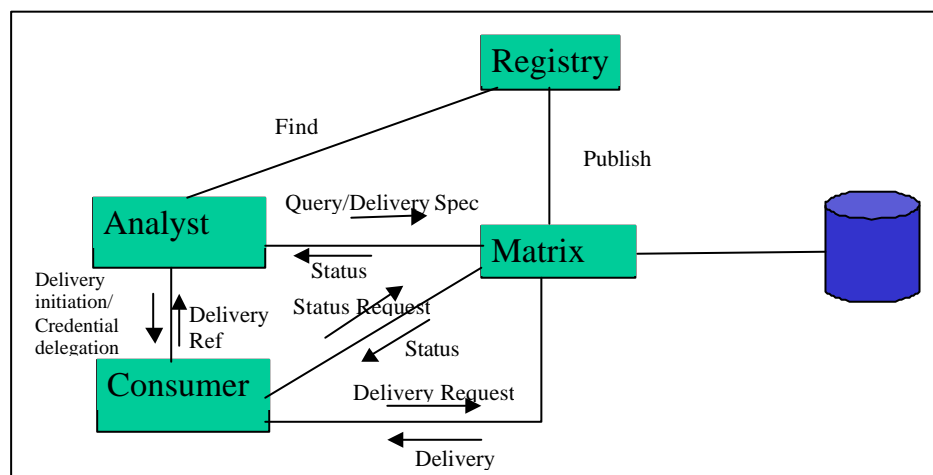 Registry
Find
Publish
Query/Delivery Spec
Analyst
Matrix
Status
Delivery
initiation/
Credential
delegation
Delivery
Ref
Status Request
Status
Consumer
Delivery Request
Delivery